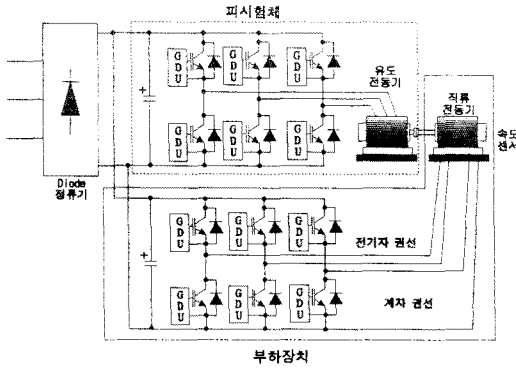 피시험체
GDU
GDU
GDU
유도
전동기
직류
전동기
+
GDU
GDU
GDU
속도
센서
Diode
정류기
GDU
GDU
GDU
전기자 권선
+
GDU
GDU
GDU
계자 권선
부하장치